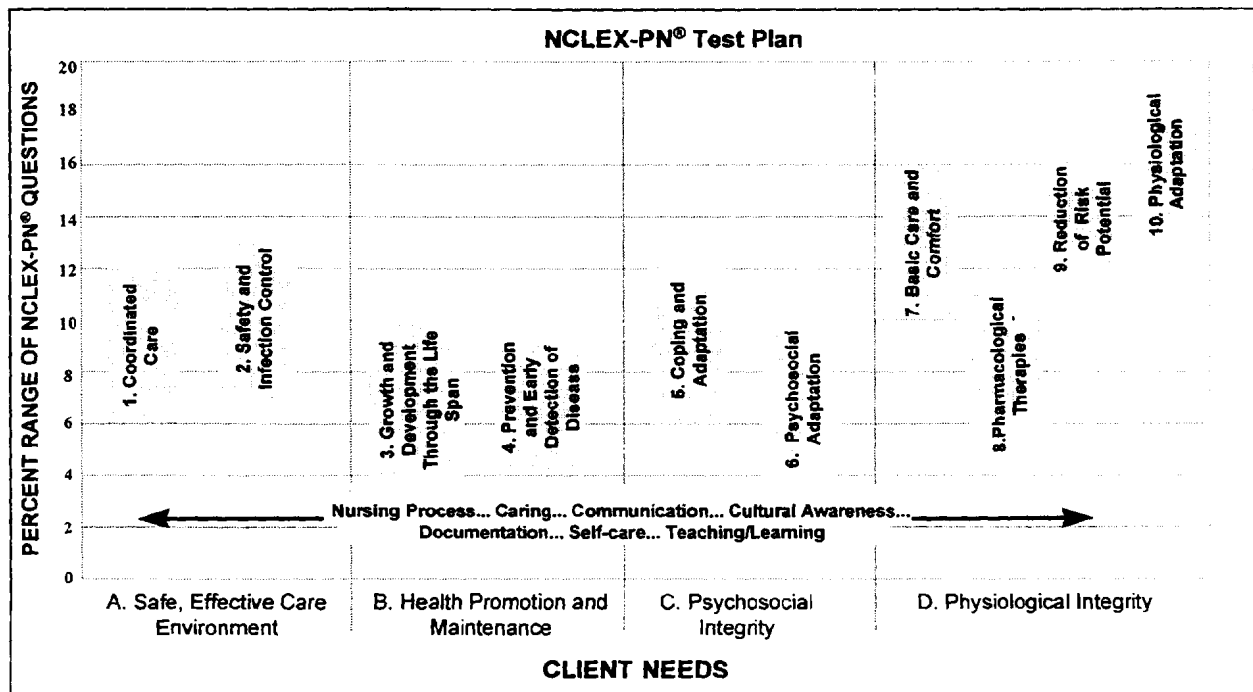 NCLEX-PN® Test Plan
PERCENT RANGE OF NCLEX-PN® QUESTIONS
20
18
16
14
12
10
8
6
4
2
0
1. Coordinated
Care
2. Safety and
Infection Control
3. Growth and
Development
Through the Life
Span
4. Prevention
and Early
Detection of
Disease
5. Coping and
Adaptation
6. Psychosocial
Adaptation
7. Basic Care and
Comfort
8.Pharmacological
Therapies
9. Reduction
of Risk
Potential
10. Physiological
Adaptation
Nursing Process... Caring... Communication... Cultural Awareness...
Documentation... Self-care... Teaching/Learning
A. Safe, Effective Care
Environment
B. Health Promotion and
Maintenance
C. Psychosocial
Integrity
D. Physiological Integrity
CLIENT NEEDS